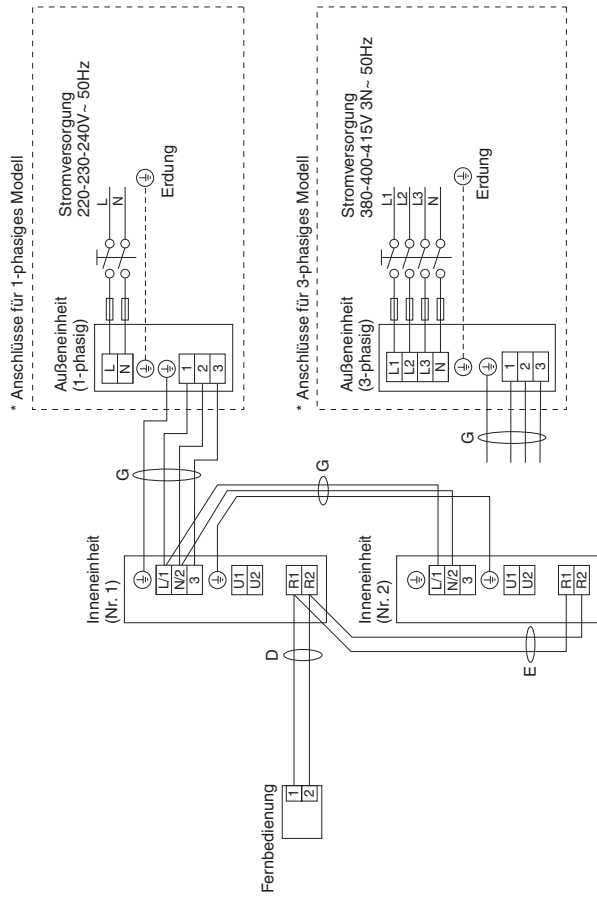 * Anschlüsse für 1-phasiges Modell
Außeneinheit
(1-phasig)
Stromversorgung
220-230-240V~ 50Hz
L
N
L
N
1
2
3
Erdung
G
Inneneinheit
(Nr. 1)
L/1
N/2
3
U1
U2
R1
R2
G
D
Fernbedienung
1
2
* Anschlüsse für 3-phasiges Modell
Außeneinheit
(3-phasig)
Stromversorgung
380-400-415V 3N~ 50Hz
L1
L2
L3
N
L1
L2
L3
N
1
2
3
Erdung
G
Inneneinheit
(Nr. 2)
L/1
N/2
3
U1
U2
R1
R2
E